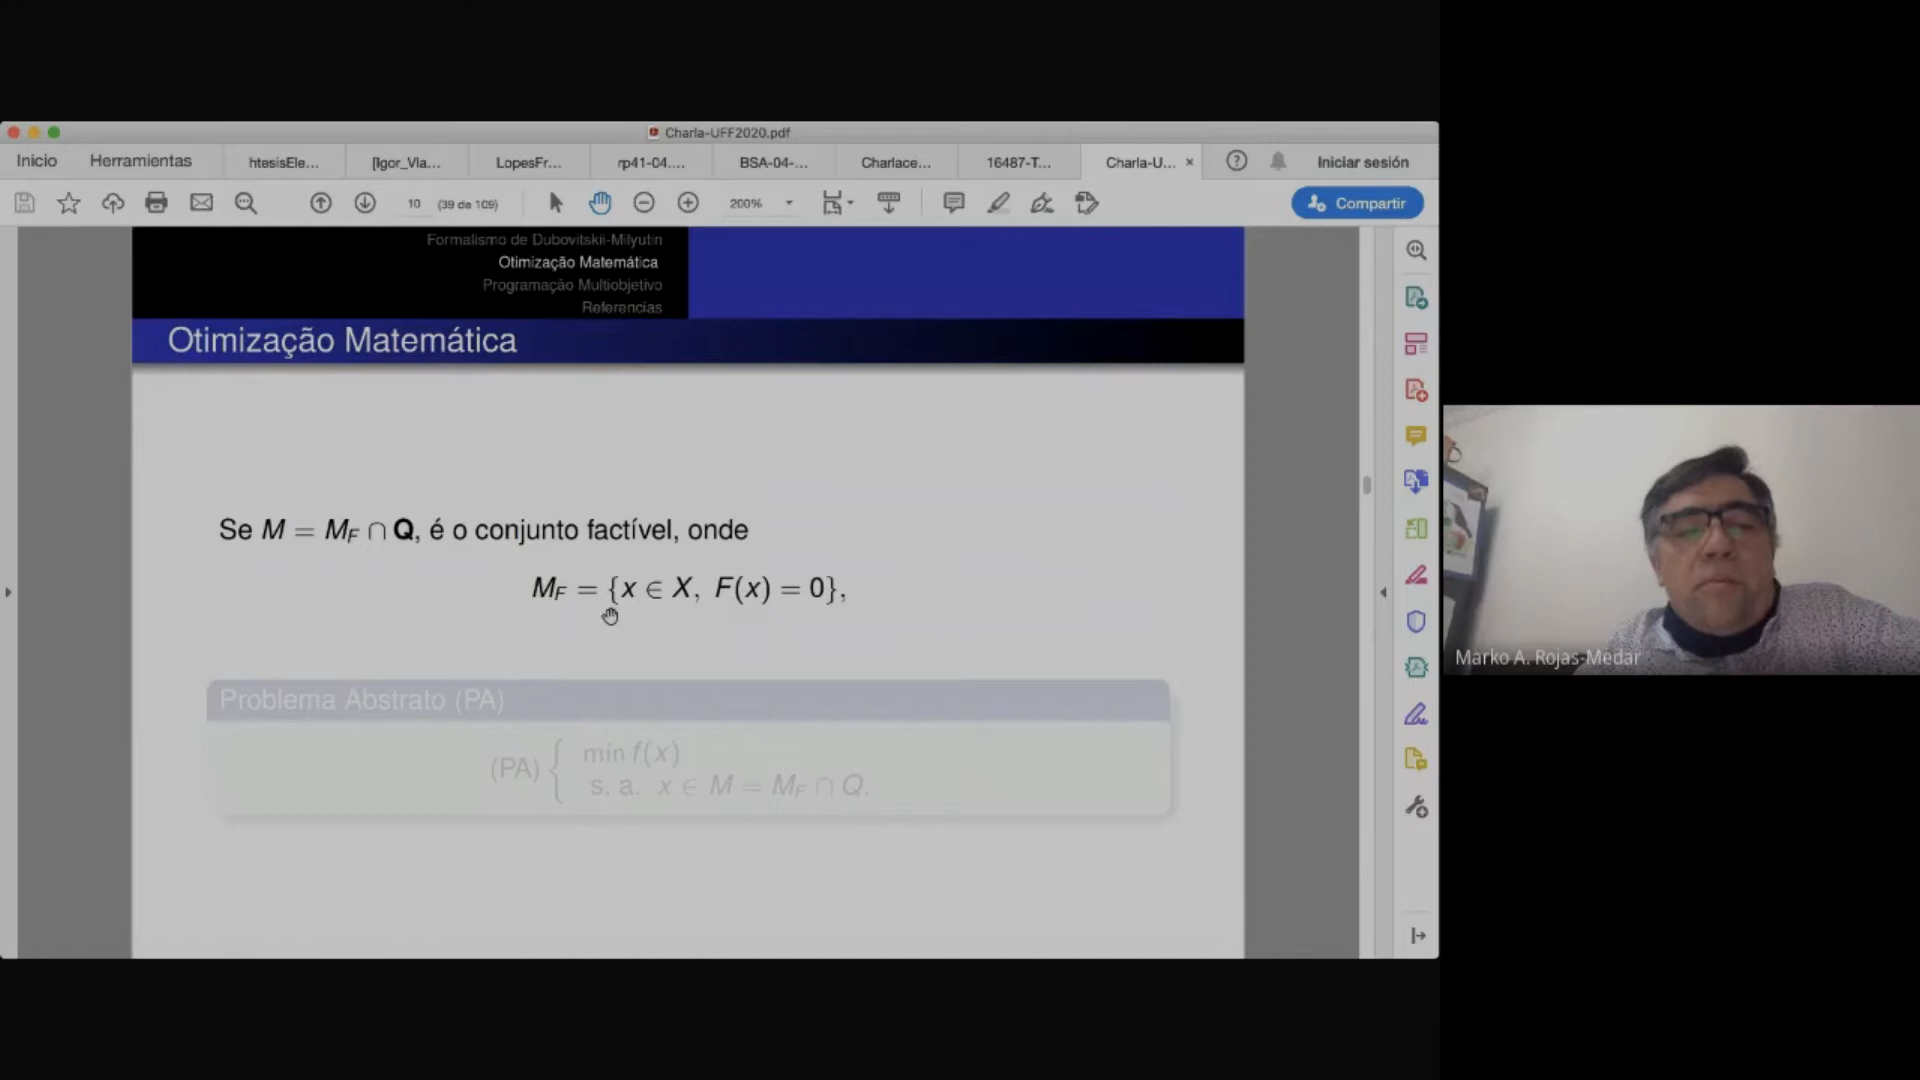 Charla-UFF2020.pdf
Inicio Herramientas htesisEle... [Igor_Vla... LopesFr... rp41-04.... BSA-04-... Charlace... 16487-T... Charla-U... × Iniciar sesión
10 (39 de 109) 200% Compartir
Formalismo de Dubovitskii-Milyutin
Otimização Matemática
Programação Multiobjetivo
Referencias
Otimização Matemática
Se M = M_F ∩ Q, é o conjunto factível, onde
M_F = {x ∈ X, F(x) = 0},
Problema Abstrato (PA)
(PA) { min f(x)
s. a. x ∈ M = M_F ∩ Q.
Marko A. Rojas-Medar